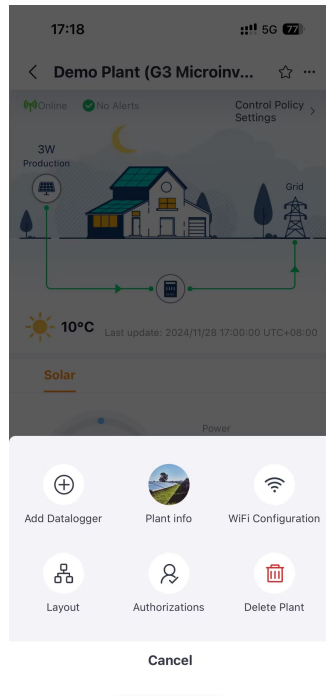 17:18
5G 77
Demo Plant (G3 Microinv...
Online
No Alerts
Control Policy
Settings
3W
Production
Grid
10°C
Last update: 2024/11/28 17:00:00 UTC+08:00
Solar
Power
Add Datalogger
Plant info
WiFi Configuration
Layout
Authorizations
Delete Plant
Cancel